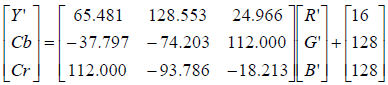 [Y'] [65.481 128.553 24.966] [R'] [16]
[Cb] = [−37.797 −74.203 112.000] [G'] + [128]
[Cr] [112.000 −93.786 −18.213] [B'] [128]